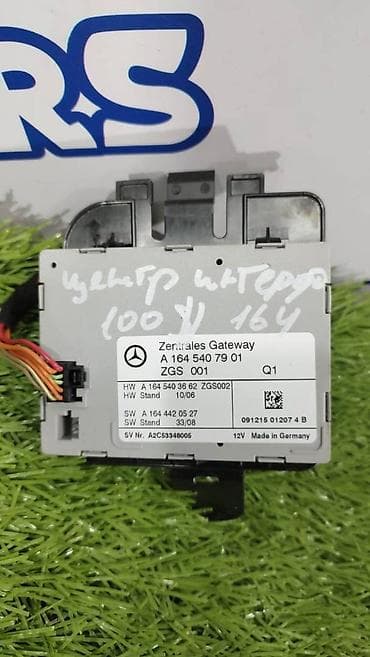 RS
центр интерфе
100 164
Zentrales Gateway
A 164 540 79 01
ZGS 001 Q1
HW A 164 540 36 62 ZGS002
HW Stand 10/06
SW A 164 442 05 27
SW Stand 33/08
091215 01207 4 B
SV Nr. A2C53348005 12V Made in Germany